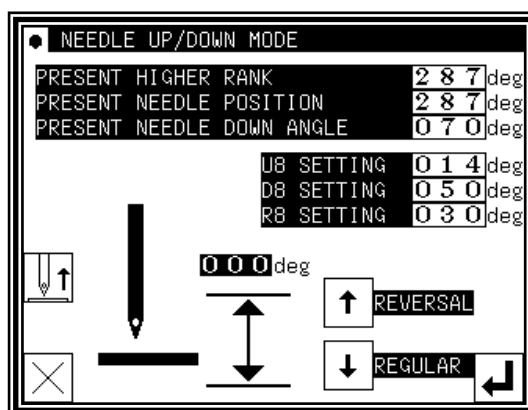 NEEDLE UP/DOWN MODE
PRESENT HIGHER RANK 287deg
PRESENT NEEDLE POSITION 287deg
PRESENT NEEDLE DOWN ANGLE 070deg
U8 SETTING 014deg
D8 SETTING 050deg
R8 SETTING 030deg
000deg
REVERSAL
REGULAR